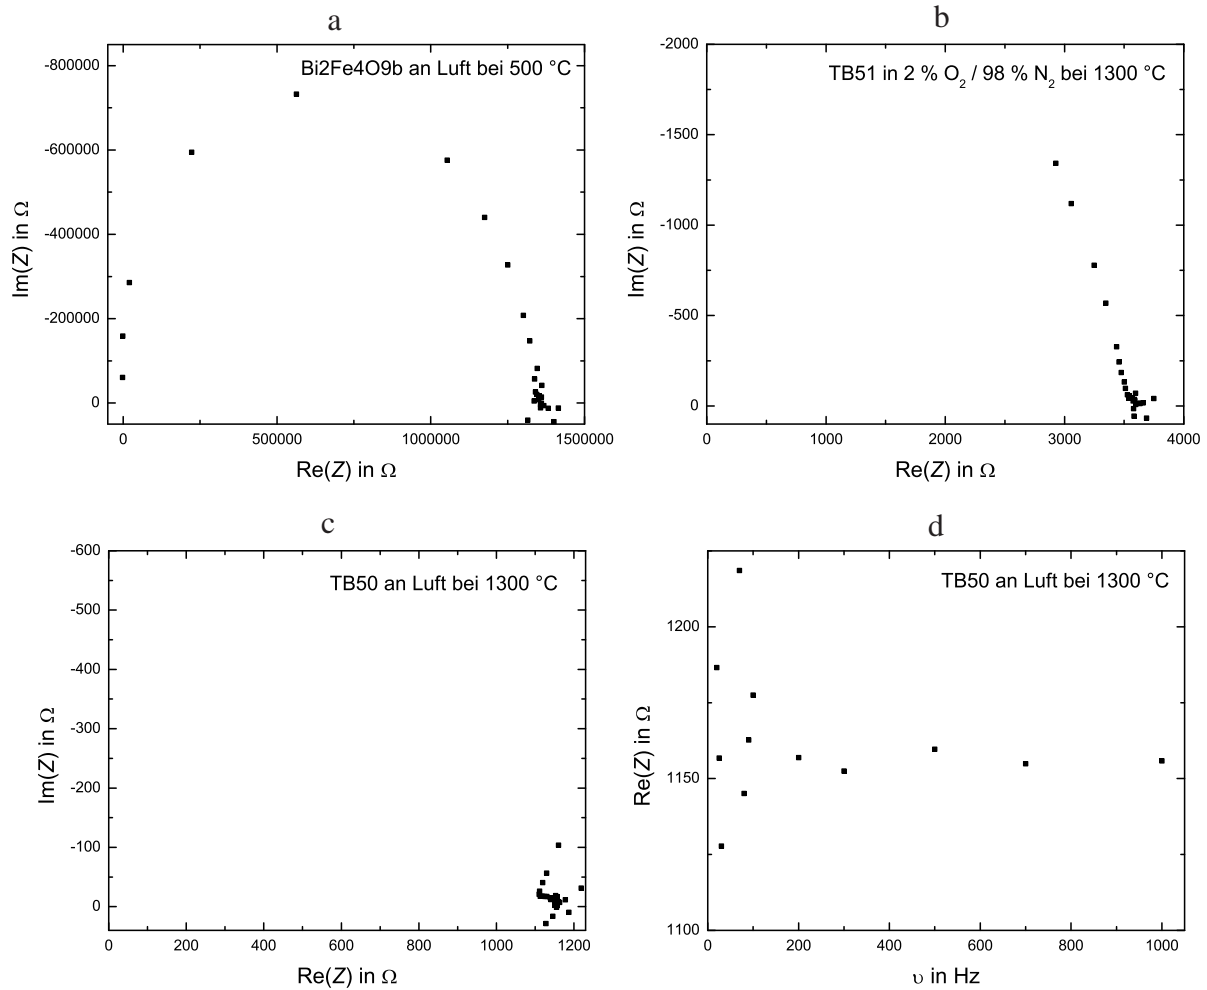 a
Bi2Fe4O9b an Luft bei 500 °C
-800000
-600000
-400000
-200000
0
Im(Z) in Ω
0
500000
1000000
1500000
Re(Z) in Ω
b
TB51 in 2 % O₂ / 98 % N₂ bei 1300 °C
-2000
-1500
-1000
-500
0
Im(Z) in Ω
0
1000
2000
3000
4000
Re(Z) in Ω
c
TB50 an Luft bei 1300 °C
-600
-500
-400
-300
-200
-100
0
Im(Z) in Ω
0
200
400
600
800
1000
1200
Re(Z) in Ω
d
TB50 an Luft bei 1300 °C
1200
1150
1100
Re(Z) in Ω
0
200
400
600
800
1000
υ in Hz